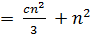 = cn²/3 + n²